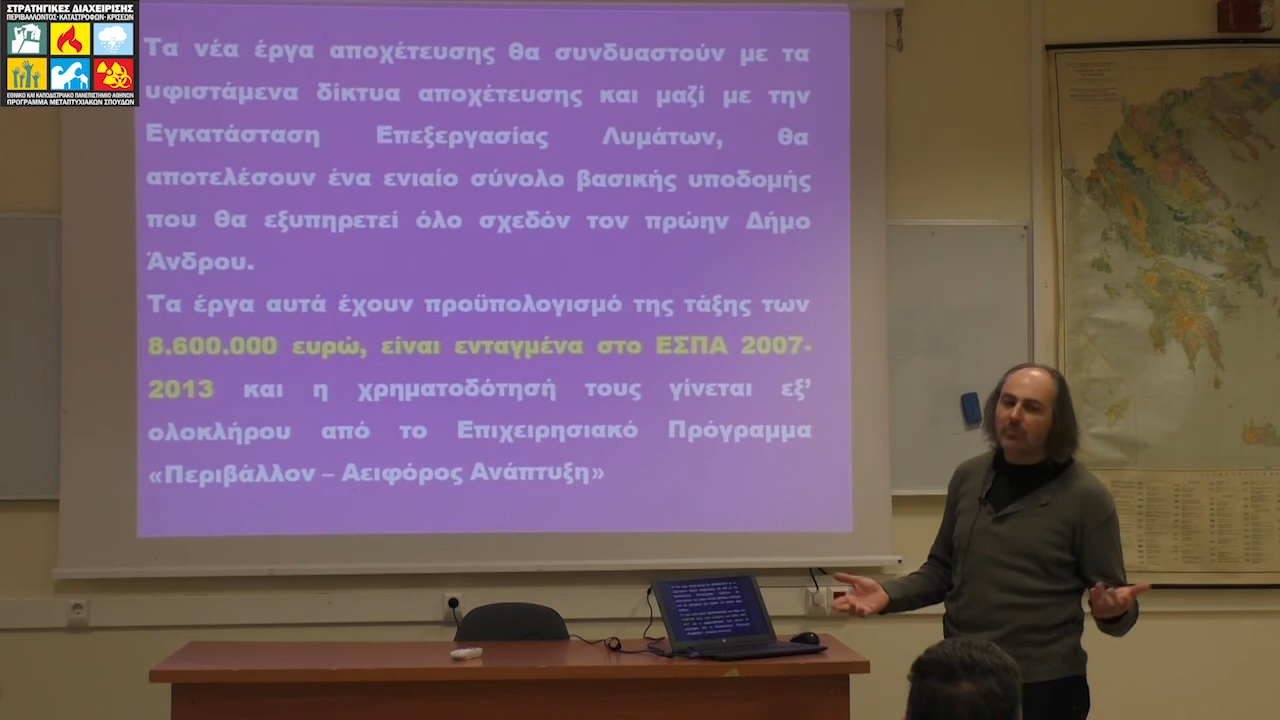 ΣΤΡΑΤΗΓΙΚΕΣ ΔΙΑΧΕΙΡΙΣΗΣ
ΠΕΡΙΒΑΛΛΟΝΤΟΣ·ΚΑΤΑΣΤΡΟΦΩΝ·ΚΡΙΣΕΩΝ
ΕΘΝΙΚΟ ΚΑΙ ΚΑΠΟΔΙΣΤΡΙΑΚΟ ΠΑΝΕΠΙΣΤΗΜΙΟ ΑΘΗΝΩΝ
ΠΡΟΓΡΑΜΜΑ ΜΕΤΑΠΤΥΧΙΑΚΩΝ ΣΠΟΥΔΩΝ
Τα νέα έργα αποχέτευσης θα συνδυαστούν με τα
υφιστάμενα δίκτυα αποχέτευσης και μαζί με την
Εγκατάσταση Επεξεργασίας Λυμάτων, θα
αποτελέσουν ένα ενιαίο σύνολο βασικής υποδομής
που θα εξυπηρετεί όλο σχεδόν τον πρώην Δήμο
Άνδρου.
Τα έργα αυτά έχουν προϋπολογισμό της τάξης των
8.600.000 ευρώ, είναι ενταγμένα στο ΕΣΠΑ 2007-
2013 και η χρηματοδότησή τους γίνεται εξ’
ολοκλήρου από το Επιχειρησιακό Πρόγραμμα
«Περιβάλλον – Αειφόρος Ανάπτυξη»